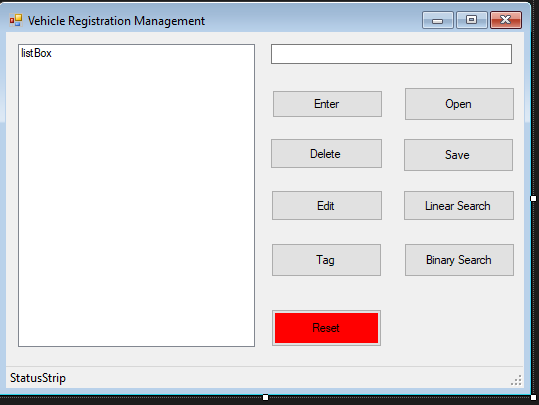 Vehicle Registration Management
listBox
Enter
Open
Delete
Save
Edit
Linear Search
Tag
Binary Search
Reset
StatusStrip